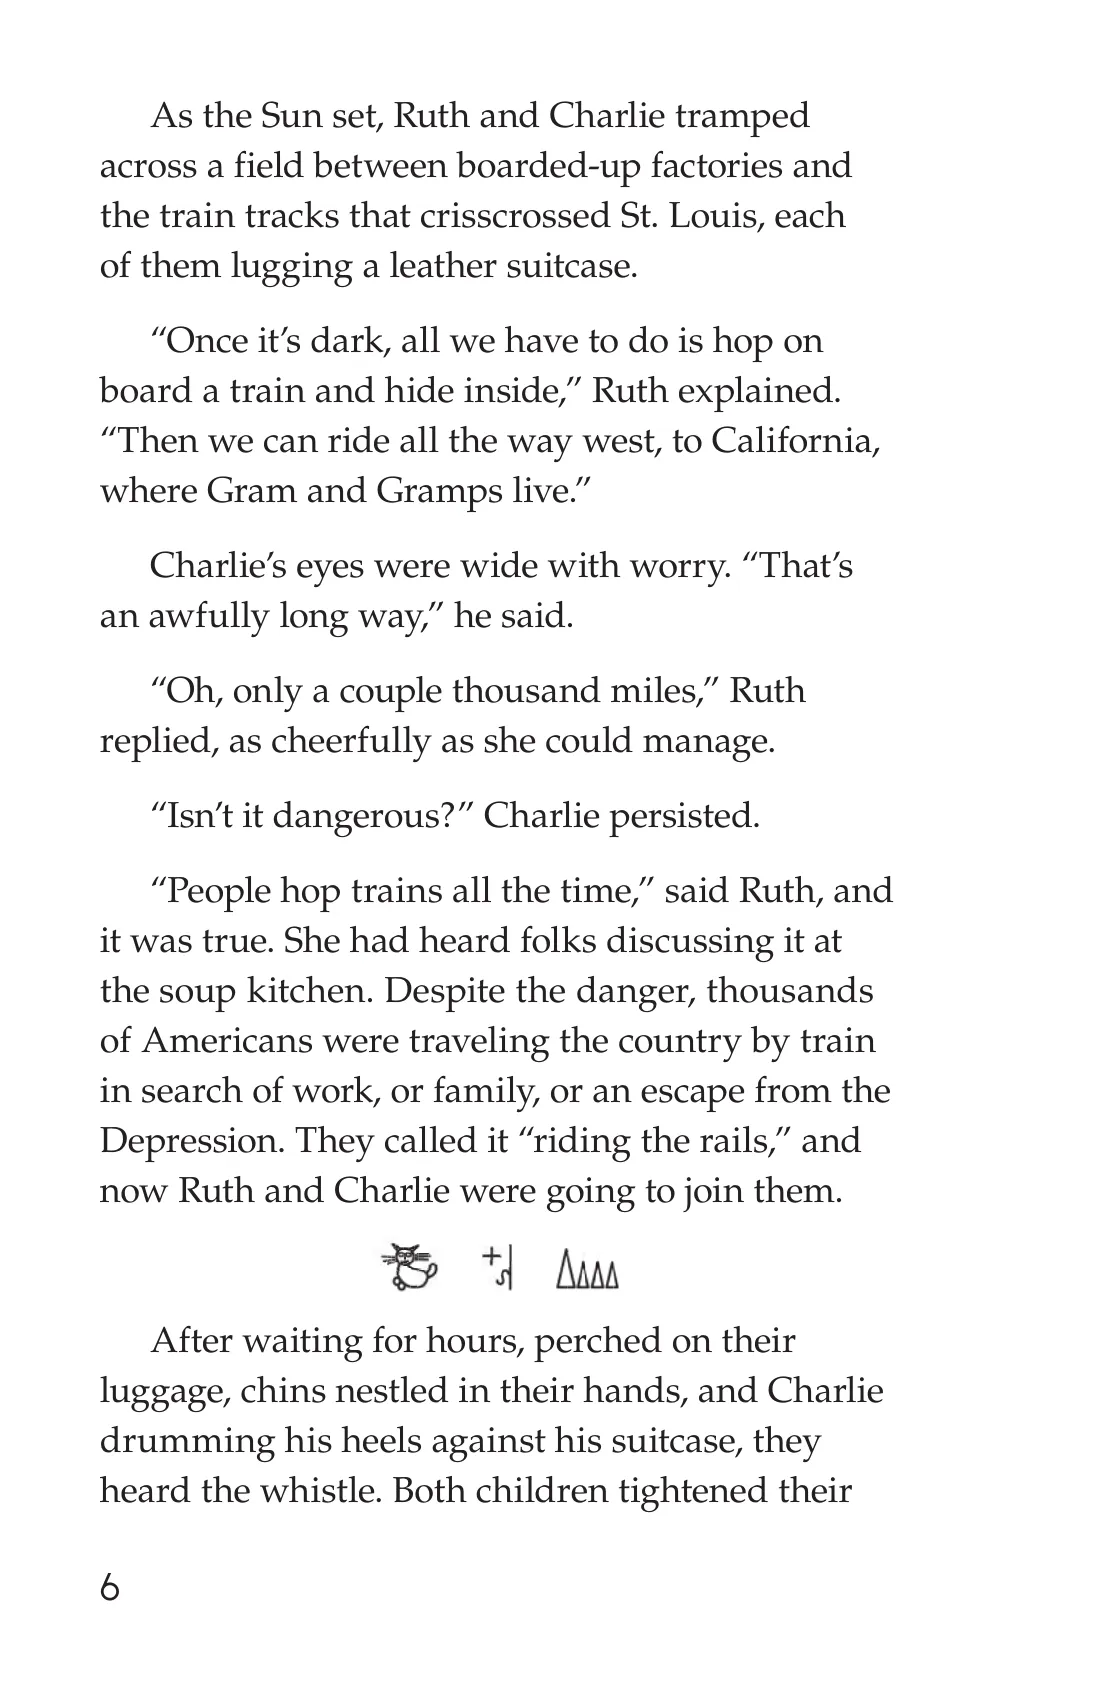 As the Sun set, Ruth and Charlie tramped
across a field between boarded-up factories and
the train tracks that crisscrossed St. Louis, each
of them lugging a leather suitcase.
“Once it’s dark, all we have to do is hop on
board a train and hide inside,” Ruth explained.
“Then we can ride all the way west, to California,
where Gram and Gramps live.”
Charlie’s eyes were wide with worry. “That’s
an awfully long way,” he said.
“Oh, only a couple thousand miles,” Ruth
replied, as cheerfully as she could manage.
“Isn’t it dangerous?” Charlie persisted.
“People hop trains all the time,” said Ruth, and
it was true. She had heard folks discussing it at
the soup kitchen. Despite the danger, thousands
of Americans were traveling the country by train
in search of work, or family, or an escape from the
Depression. They called it “riding the rails,” and
now Ruth and Charlie were going to join them.
After waiting for hours, perched on their
luggage, chins nestled in their hands, and Charlie
drumming his heels against his suitcase, they
heard the whistle. Both children tightened their
6